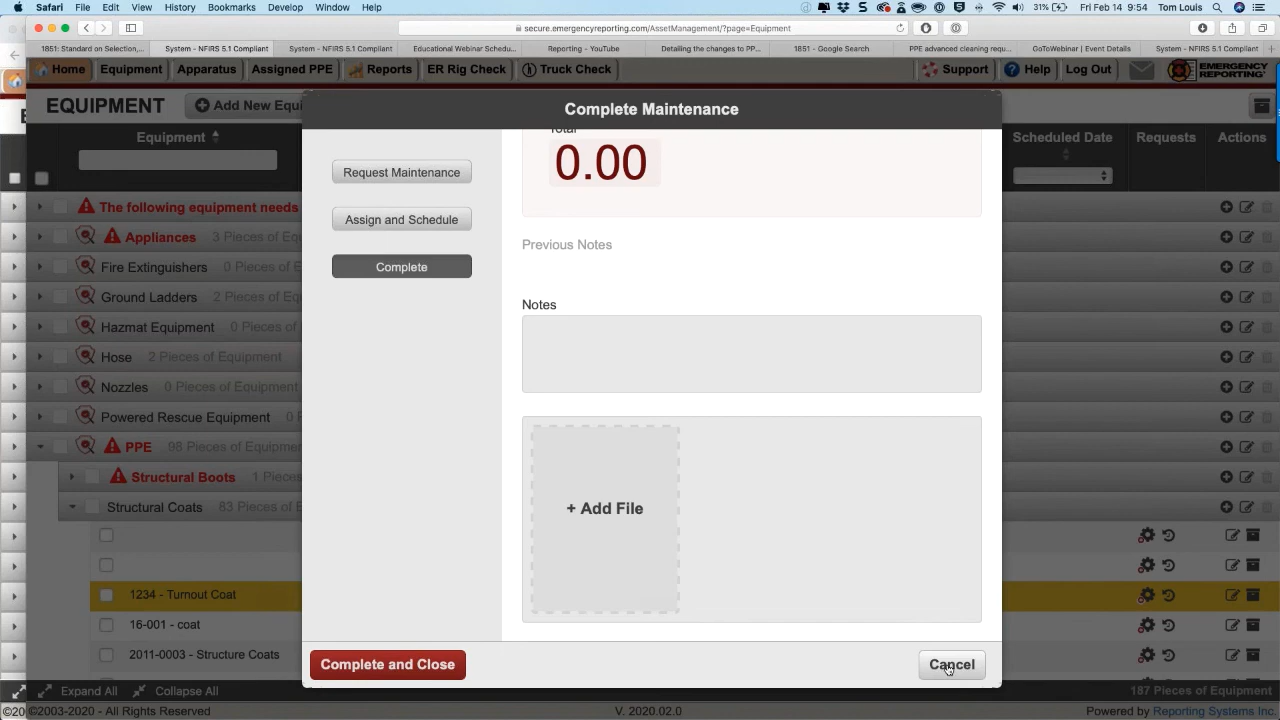 Safari File Edit View History Bookmarks Develop Window Help 31% Fri Feb 14 9:54 Tom Louis
secure.emergencyreporting.com/AssetManagement/?page=Equipment
1851: Standard on Selection,... System - NFIRS 5.1 Compliant System - NFIRS 5.1 Compliant Educational Webinar Schedu... Reporting - YouTube Detailing the changes to PP... 1851 - Google Search PPE advanced cleaning requ... GoToWebinar | Event Details System - NFIRS 5.1 Compliant
Home Equipment Apparatus Assigned PPE Reports ER Rig Check Truck Check Support Help Log Out EMERGENCY REPORTING
EQUIPMENT Add New Equi
Complete Maintenance
Equipment Scheduled Date Requests Actions
Total
0.00
Request Maintenance
Assign and Schedule
Complete
Previous Notes
Notes
+ Add File
The following equipment needs
Appliances 3 Pieces of Eq
Fire Extinguishers 0 Pieces of
Ground Ladders 2 Pieces of
Hazmat Equipment 0 Pieces
Hose 2 Pieces of Equipment
Nozzles 0 Pieces of Equipment
Powered Rescue Equipment 0
PPE 98 Pieces of Equipment
Structural Boots 1 Piece
Structural Coats 83 Pieces of
1234 - Turnout Coat
16-001 - coat
2011-0003 - Structure Coats
Complete and Close Cancel
Expand All Collapse All 187 Pieces of Equipment
©20 ©2003-2020 - All Rights Reserved V. 2020.02.0 Powered by Reporting Systems Inc.